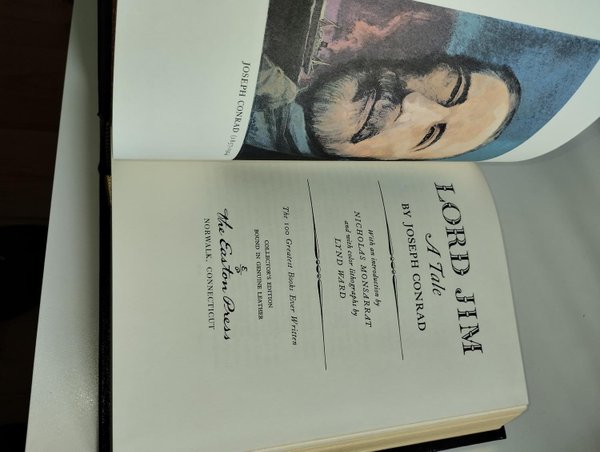 JOSEPH CONRAD
LORD JIM
A Tale
BY JOSEPH CONRAD
With an introduction by
NICHOLAS MONSARRAT
and with color lithographs by
LYND WARD
The 100 Greatest Books Ever Written
COLLECTOR'S EDITION
BOUND IN GENUINE LEATHER
The Easton Press
NORWALK, CONNECTICUT